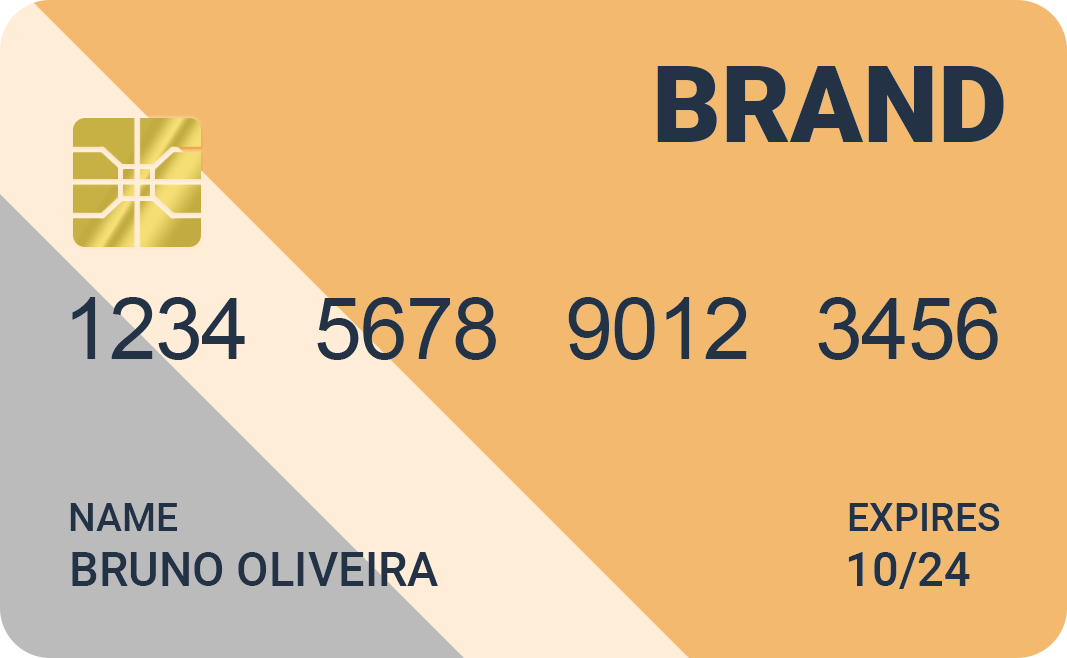 BRAND
1234 5678 9012 3456
NAME
BRUNO OLIVEIRA
EXPIRES
10/24